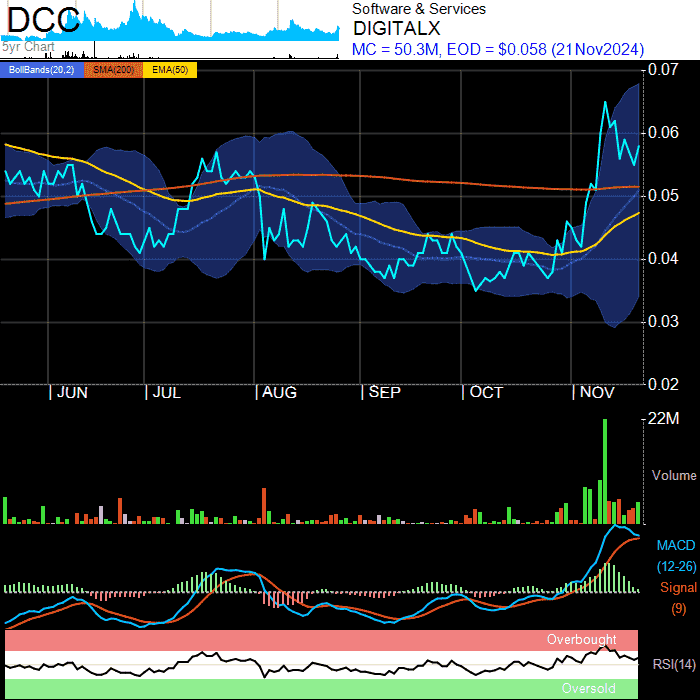 DCC
5yr Chart
Software & Services
DIGITALX
MC = 50.3M, EOD = $0.058 (21Nov2024)
BollBands(20,2) SMA(200) EMA(50)
0.07
0.06
0.05
0.04
0.03
0.02
JUN JUL AUG SEP OCT NOV
22M
Volume
MACD
(12-26)
Signal
(9)
Overbought
RSI(14)
Oversold